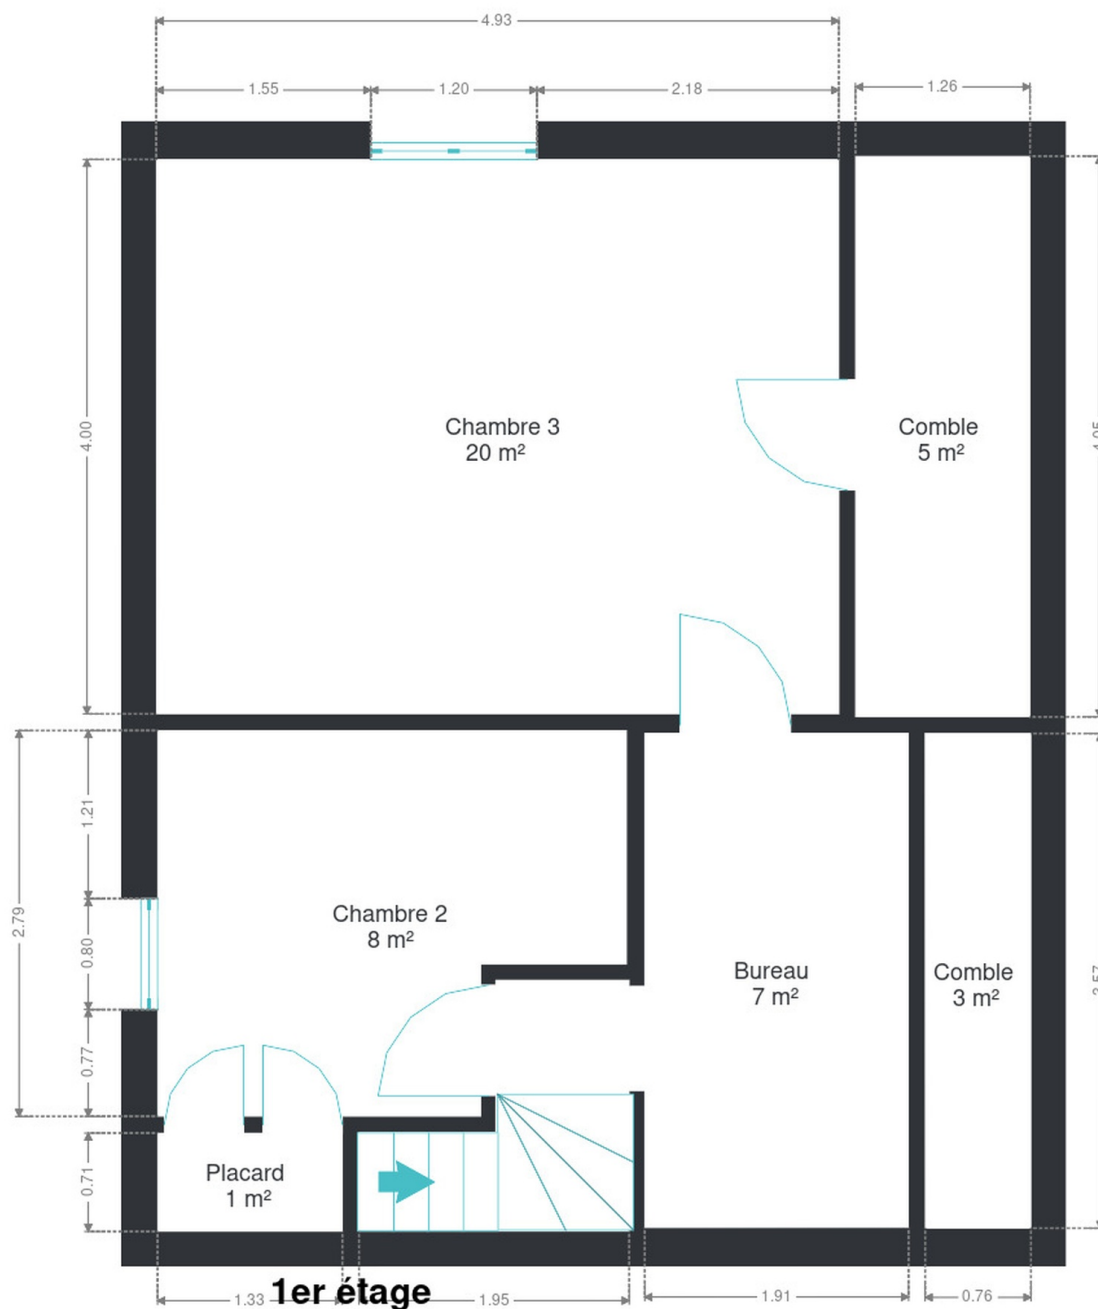 4.93
1.55
1.20
2.18
1.26
4.00
Chambre 3
20 m²
Comble
5 m²
1.21
2.79
0.80
0.77
0.71
Chambre 2
8 m²
Bureau
7 m²
Comble
3 m²
Placard
1 m²
1er étage
1.33
1.95
1.91
0.76